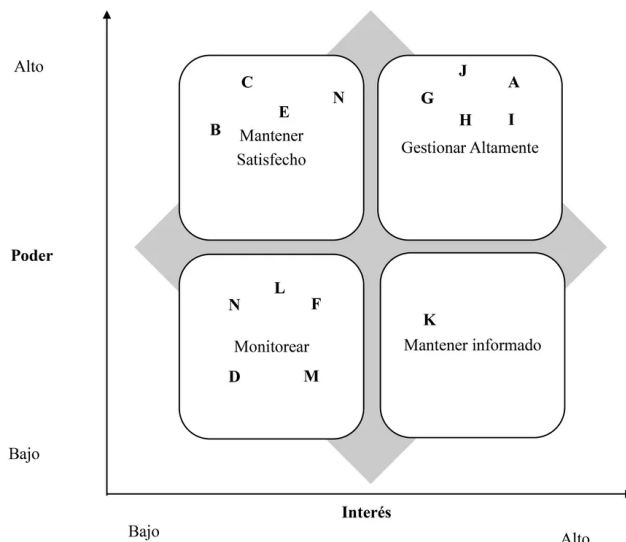 Alto
C
J
A
N
G
E
B
H
I
Mantener
Satisfecho
Gestionar Altamente
Poder
L
N
F
K
Monitorear
Mantener informado
D
M
Bajo
Interés
Bajo
Alto